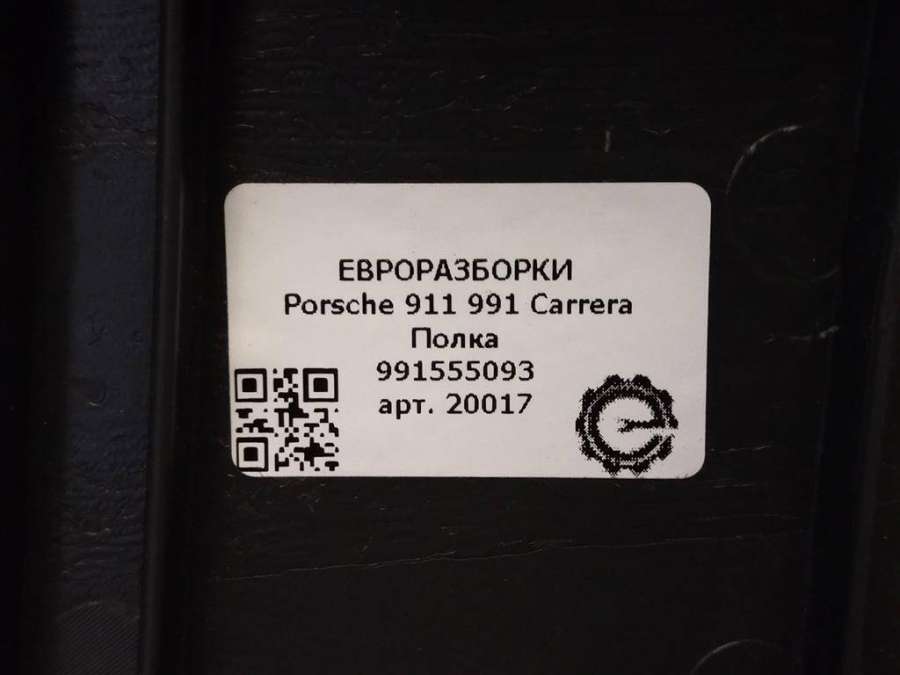 ЕВРОРАЗБОРКИ
Porsche 911 991 Carrera
Полка
991555093
арт. 20017